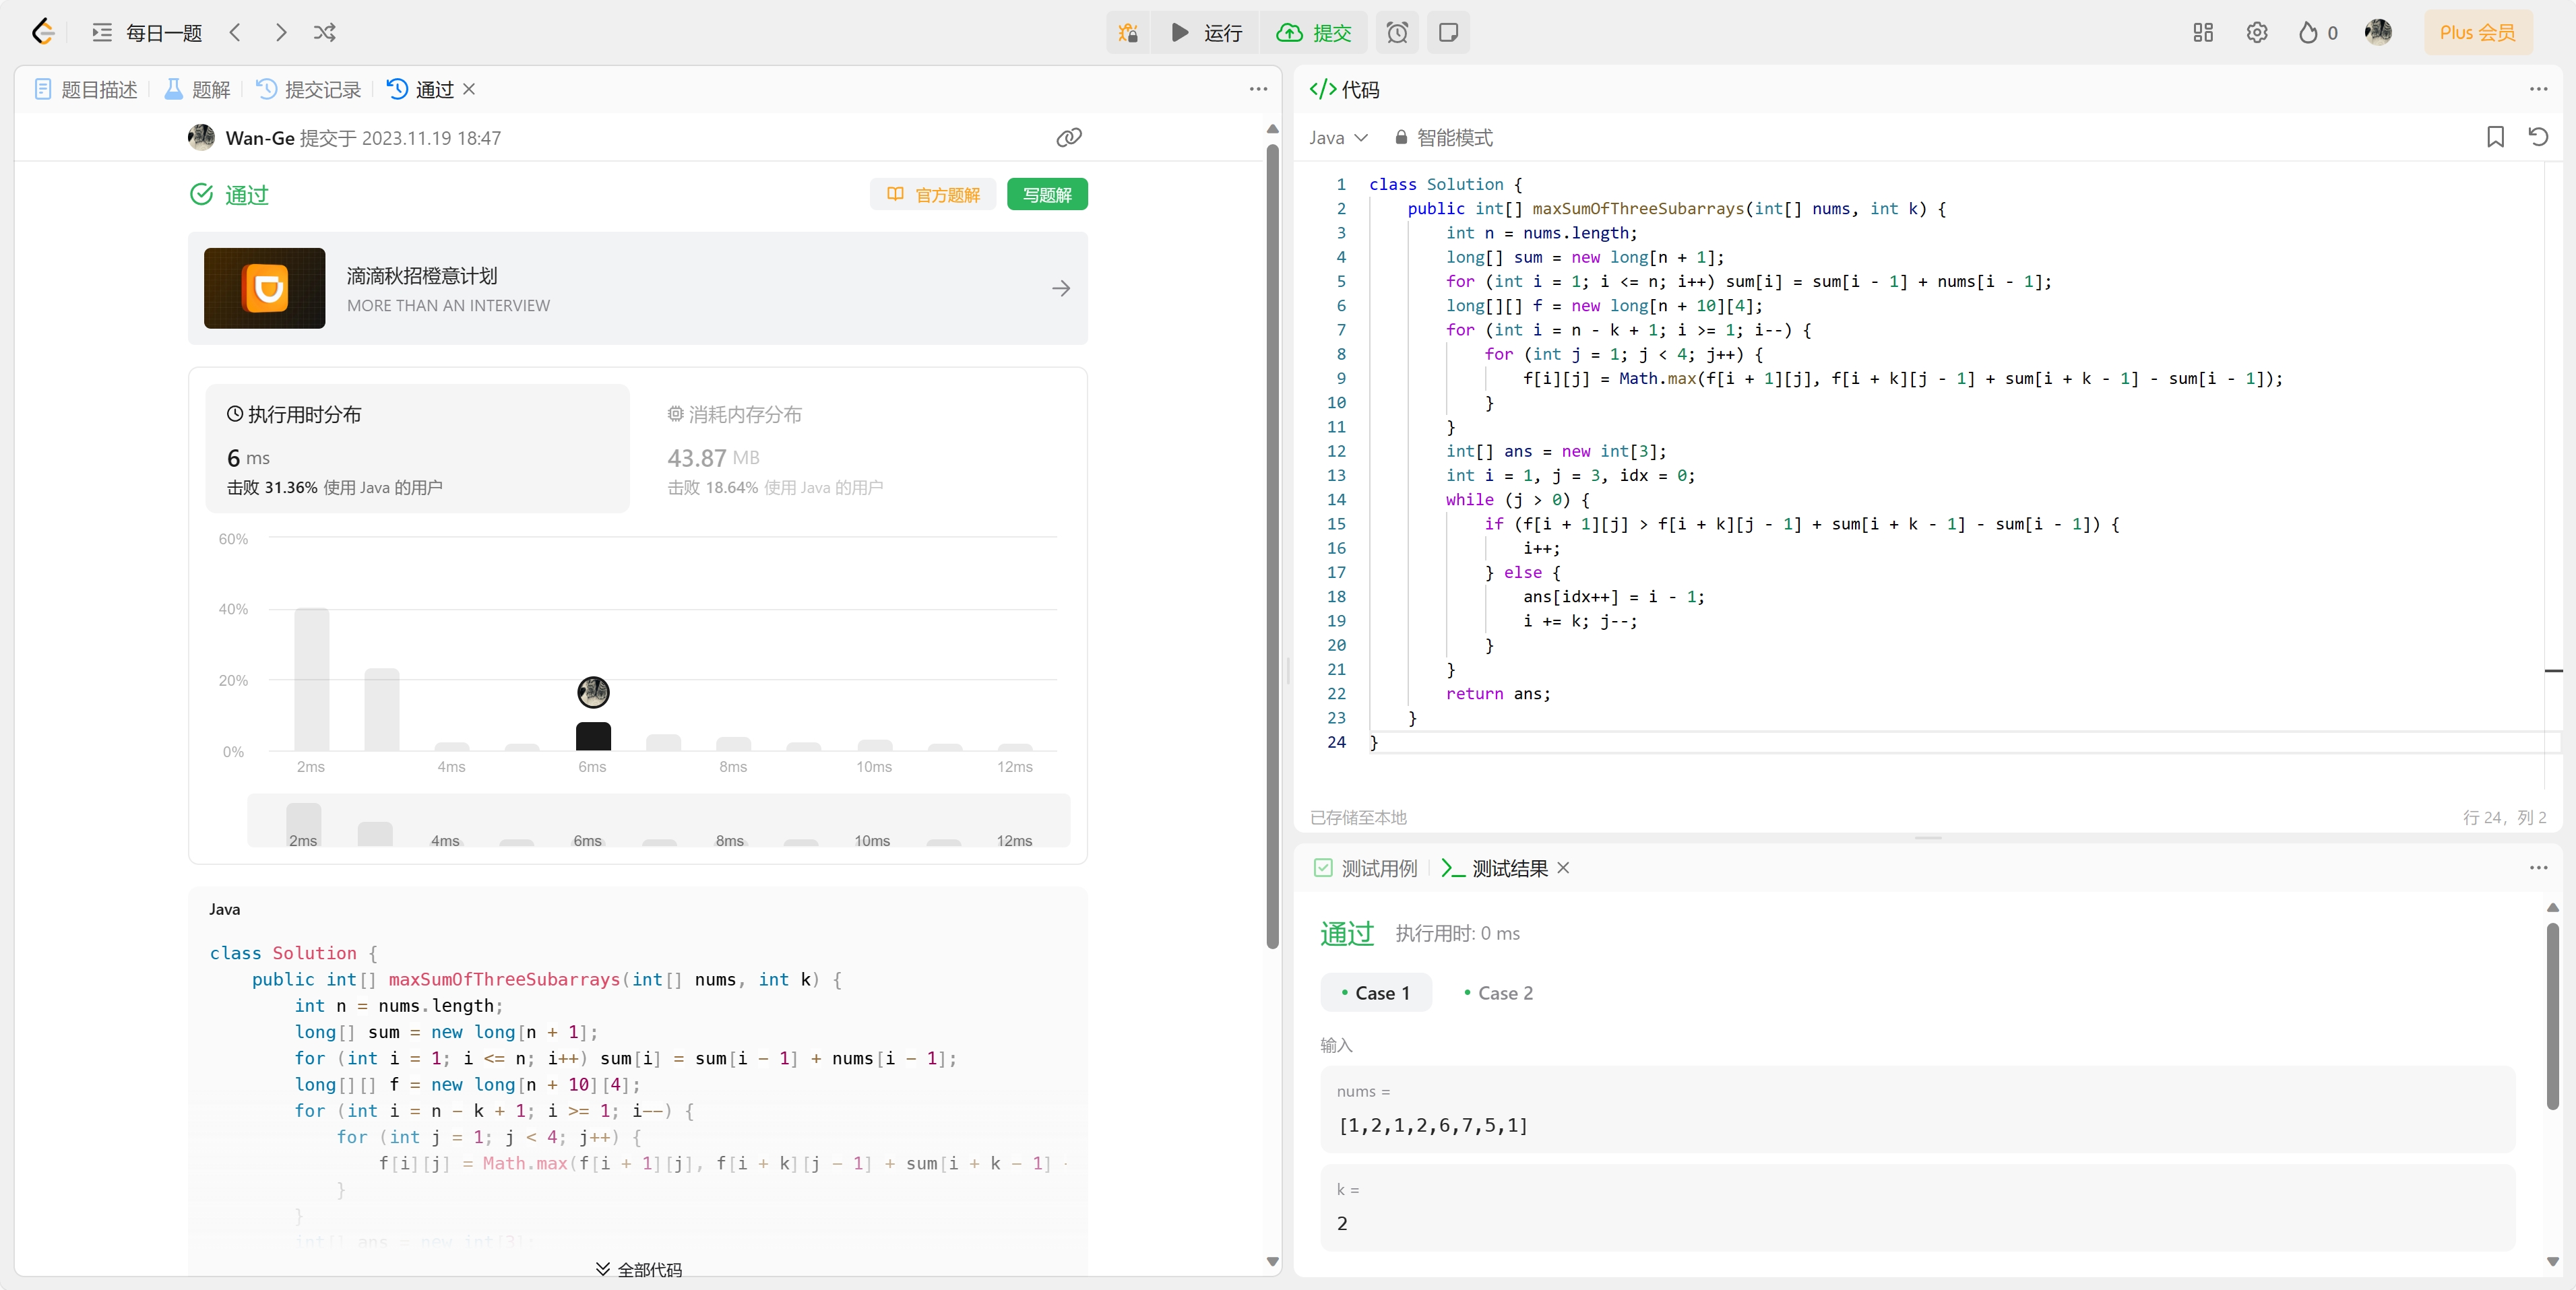 每日一题
运行
提交
0
Plus 会员
题目描述
题解
提交记录
通过
Wan-Ge 提交于 2023.11.19 18:47
通过
官方题解
写题解
滴滴秋招橙意计划
MORE THAN AN INTERVIEW
执行用时分布
6 ms
击败 31.36% 使用 Java 的用户
消耗内存分布
43.87 MB
击败 18.64% 使用 Java 的用户
60%
40%
20%
0%
2ms 4ms 6ms 8ms 10ms 12ms
2ms 4ms 6ms 8ms 10ms 12ms
Java
class Solution {
    public int[] maxSumOfThreeSubarrays(int[] nums, int k) {
        int n = nums.length;
        long[] sum = new long[n + 1];
        for (int i = 1; i <= n; i++) sum[i] = sum[i - 1] + nums[i - 1];
        long[][] f = new long[n + 10][4];
        for (int i = n - k + 1; i >= 1; i--) {
            for (int j = 1; j < 4; j++) {
                f[i][j] = Math.max(f[i + 1][j], f[i + k][j - 1] + sum[i + k - 1] -
            }
        }
        int[] ans = new int[3];
全部代码
代码
Java
智能模式
1 class Solution {
2     public int[] maxSumOfThreeSubarrays(int[] nums, int k) {
3         int n = nums.length;
4         long[] sum = new long[n + 1];
5         for (int i = 1; i <= n; i++) sum[i] = sum[i - 1] + nums[i - 1];
6         long[][] f = new long[n + 10][4];
7         for (int i = n - k + 1; i >= 1; i--) {
8             for (int j = 1; j < 4; j++) {
9                 f[i][j] = Math.max(f[i + 1][j], f[i + k][j - 1] + sum[i + k - 1] - sum[i - 1]);
10             }
11         }
12         int[] ans = new int[3];
13         int i = 1, j = 3, idx = 0;
14         while (j > 0) {
15             if (f[i + 1][j] > f[i + k][j - 1] + sum[i + k - 1] - sum[i - 1]) {
16                 i++;
17             } else {
18                 ans[idx++] = i - 1;
19                 i += k; j--;
20             }
21         }
22         return ans;
23     }
24 }
已存储至本地
行 24, 列 2
测试用例
测试结果
通过
执行用时: 0 ms
Case 1
Case 2
输入
nums =
[1,2,1,2,6,7,5,1]
k =
2